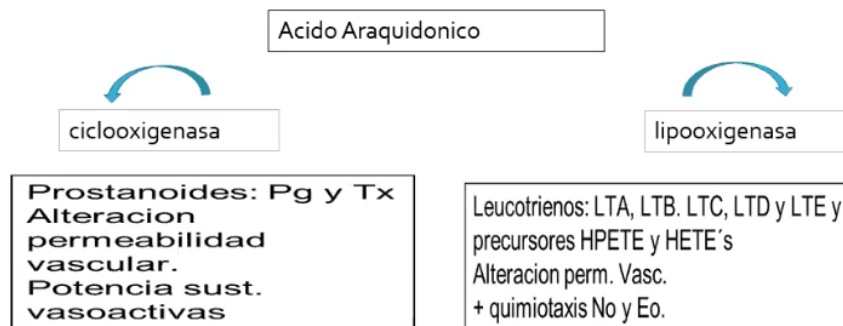 Acido Araquidonico
ciclooxigenasa
lipooxigenasa
Prostanoides: Pg y Tx
Alteracion
permeabilidad
vascular.
Potencia sust.
vasoactivas
Leucotrienos: LTA, LTB. LTC, LTD y LTE y
precursores HPETE y HETE´s
Alteracion perm. Vasc.
+ quimiotaxis No y Eo.